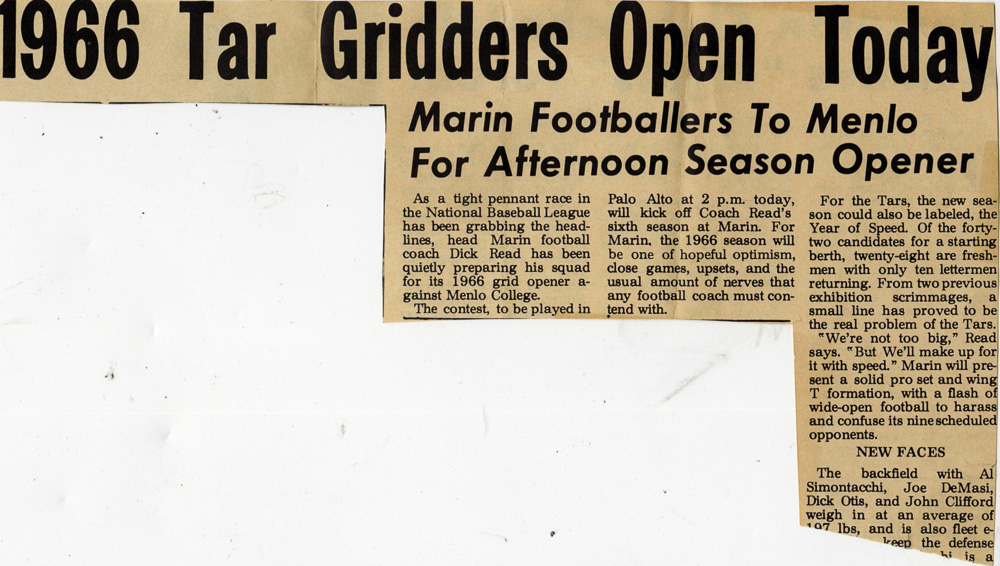 1966 Tar Gridders Open Today
Marin Footballers To Menlo
For Afternoon Season Opener
As a tight pennant race in
the National Baseball League
has been grabbing the head-
lines, head Marin football
coach Dick Read has been
quietly preparing his squad
for its 1966 grid opener a-
gainst Menlo College.
The contest, to be played in
Palo Alto at 2 p.m. today,
will kick off Coach Read's
sixth season at Marin. For
Marin, the 1966 season will
be one of hopeful optimism,
close games, upsets, and the
usual amount of nerves that
any football coach must con-
tend with.
For the Tars, the new sea-
son could also be labeled, the
Year of Speed. Of the forty-
two candidates for a starting
berth, twenty-eight are fresh-
men with only ten lettermen
returning. From two previous
exhibition scrimmages, a
small line has proved to be
the real problem of the Tars.
"We're not too big," Read
says. "But We'll make up for
it with speed." Marin will pre-
sent a solid pro set and wing
T formation, with a flash of
wide-open football to harass
and confuse its nine scheduled
opponents.
NEW FACES
The backfield with Al
Simontacchi, Joe DeMasi,
Dick Otis, and John Clifford
weigh in at an average of
197 lbs, and is also fleet e-
keep the defense
is a